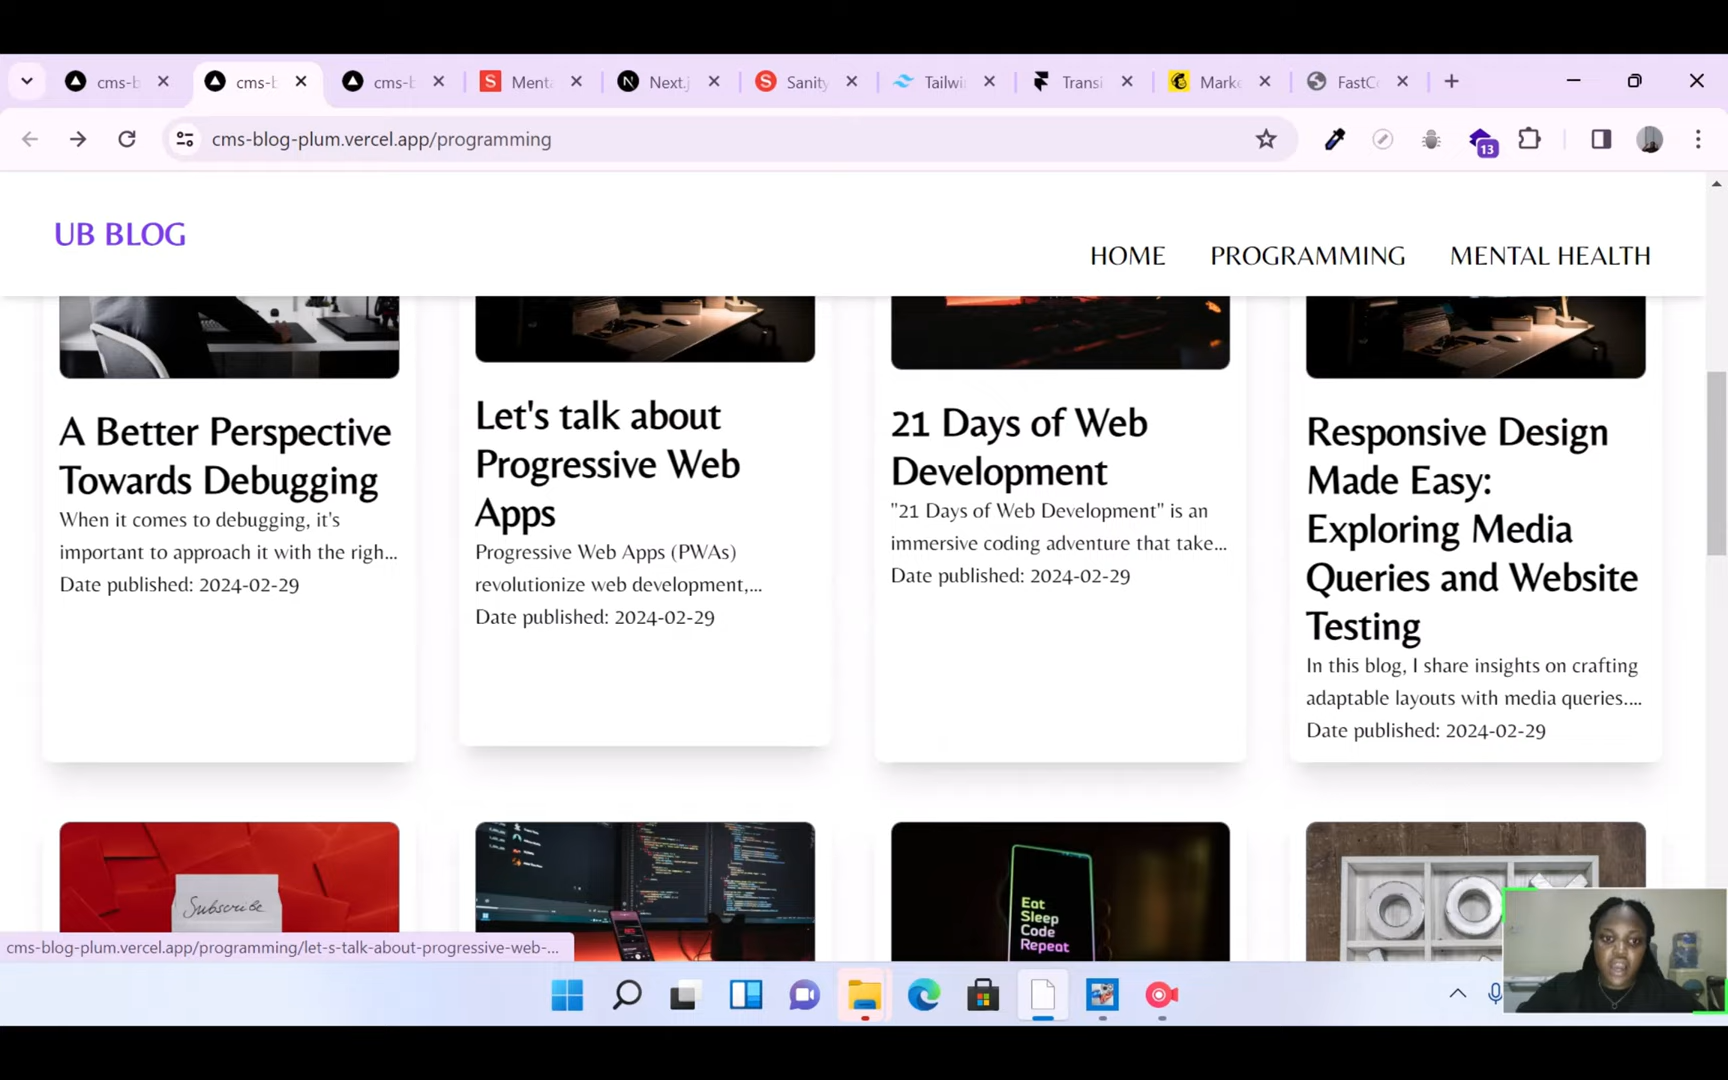 cms-b
cms-b
cms-b
Menta
Next.j
Sanity
Tailwi
Transi
Marke
FastCo
cms-blog-plum.vercel.app/programming
13
UB BLOG
HOME
PROGRAMMING
MENTAL HEALTH
A Better Perspective
Towards Debugging
When it comes to debugging, it's
important to approach it with the righ...
Date published: 2024-02-29
Let's talk about
Progressive Web
Apps
Progressive Web Apps (PWAs)
revolutionize web development,...
Date published: 2024-02-29
21 Days of Web
Development
"21 Days of Web Development" is an
immersive coding adventure that take...
Date published: 2024-02-29
Responsive Design
Made Easy:
Exploring Media
Queries and Website
Testing
In this blog, I share insights on crafting
adaptable layouts with media queries....
Date published: 2024-02-29
Subscribe
Eat
Sleep
Code
Repeat
cms-blog-plum.vercel.app/programming/let-s-talk-about-progressive-web-...